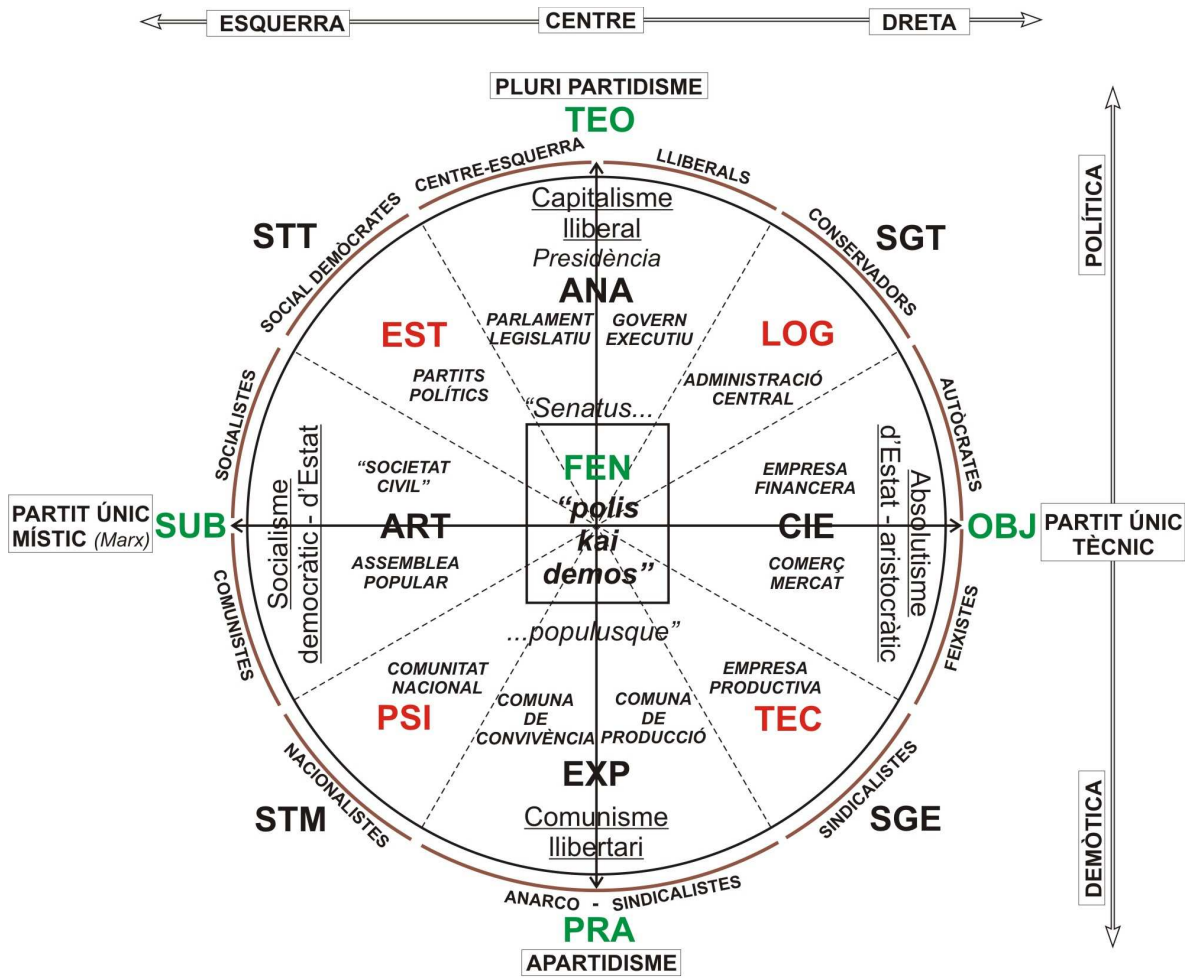 ESQUERRA
CENTRE
DRETA
PLURI PARTIDISME
TEO
CENTRE-ESQUERRA
LLIBERALS
SOCIAL DEMÒCRATES
CONSERVADORS
STT
SGT
POLÍTICA
Capitalisme
lliberal
Presidència
ANA
PARLAMENT
LEGISLATIU
GOVERN
EXECUTIU
EST
LOG
PARTITS
POLÍTICS
ADMINISTRACIÓ
CENTRAL
"Senatus...
SOCIALISTES
AUTÒCRATES
Socialisme
democràtic - d'Estat
"SOCIETAT
CIVIL"
FEN
"polis
kai
demos"
EMPRESA
FINANCERA
Absolutisme
d'Estat - aristocràtic
PARTIT ÚNIC
MÍSTIC (Marx)
SUB
ART
CIE
OBJ
PARTIT ÚNIC
TÈCNIC
ASSEMBLEA
POPULAR
COMERÇ
MERCAT
COMUNISTES
FEIXISTES
...populusque"
COMUNITAT
NACIONAL
EMPRESA
PRODUCTIVA
PSI
TEC
COMUNA
DE
CONVIVÈNCIA
COMUNA
DE
PRODUCCIÓ
EXP
Comunisme
llibertari
NACIONALISTES
SINDICALISTES
STM
SGE
DEMÒTICA
ANARCO - SINDICALISTES
PRA
APARTIDISME